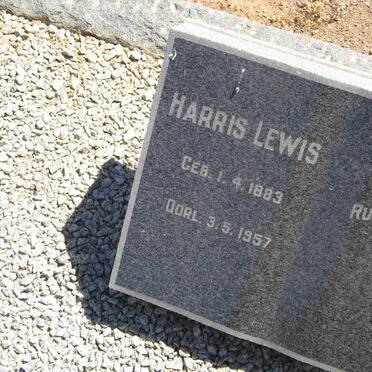 HARRIS LEWIS
GEB. 1. 4. 1883
OORL. 3. 5. 1957
RU